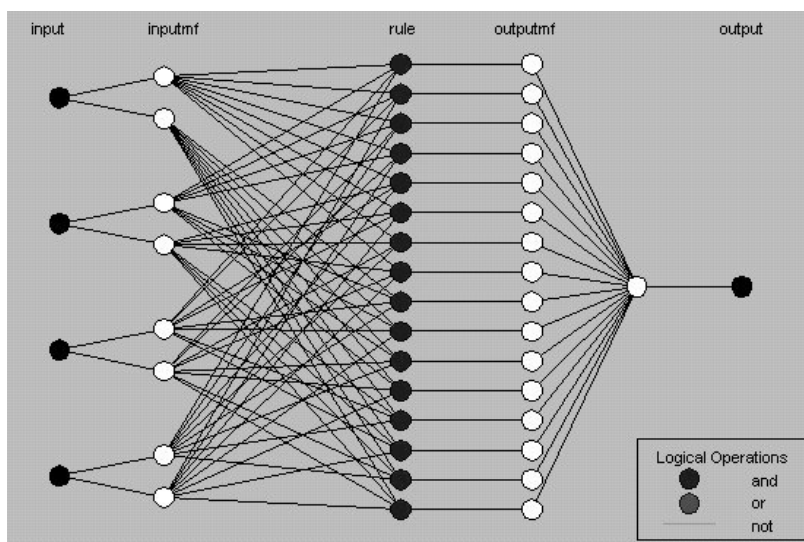 input inputmf rule outputmf output
Logical Operations
and
or
not